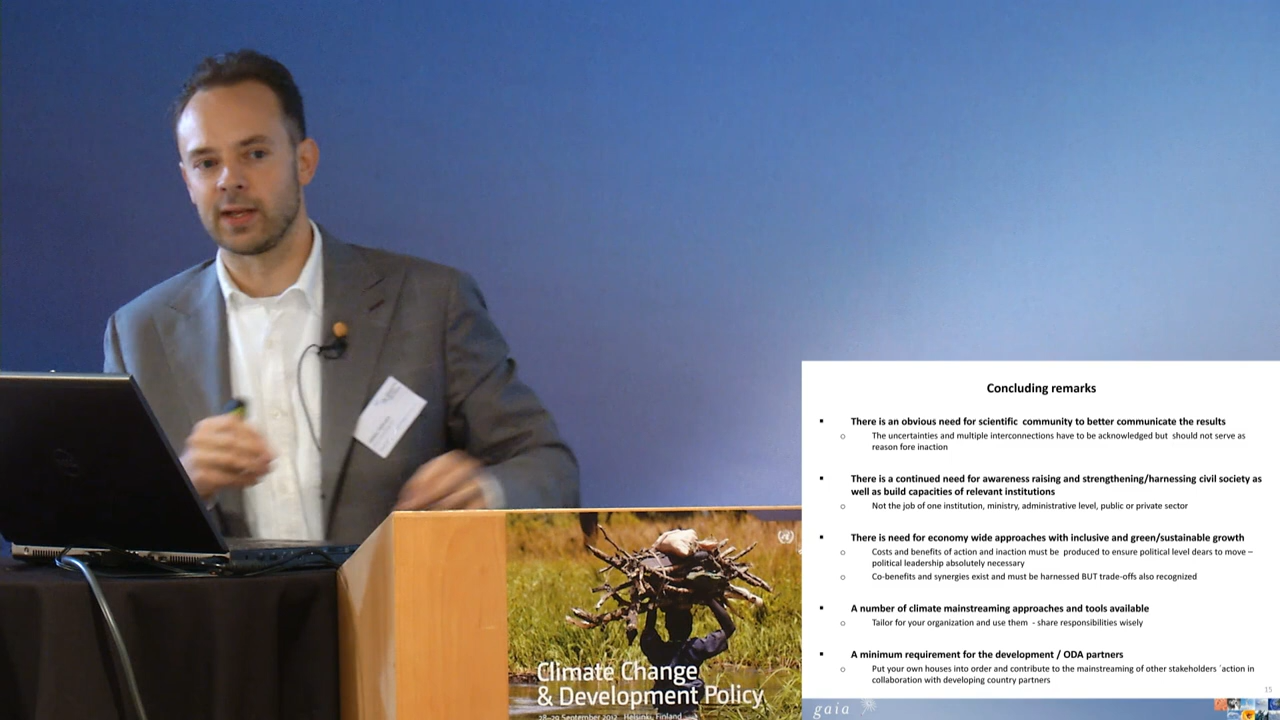 Concluding remarks
▪ There is an obvious need for scientific community to better communicate the results
o The uncertainties and multiple interconnections have to be acknowledged but should not serve as
reason fore inaction
▪ There is a continued need for awareness raising and strengthening/harnessing civil society as
well as build capacities of relevant institutions
o Not the job of one institution, ministry, administrative level, public or private sector
▪ There is need for economy wide approaches with inclusive and green/sustainable growth
o Costs and benefits of action and inaction must be produced to ensure political level dears to move –
political leadership absolutely necessary
o Co-benefits and synergies exist and must be harnessed BUT trade-offs also recognized
▪ A number of climate mainstreaming approaches and tools available
o Tailor for your organization and use them - share responsibilities wisely
▪ A minimum requirement for the development / ODA partners
o Put your own houses into order and contribute to the mainstreaming of other stakeholders ´action in
collaboration with developing country partners
15
gaia
Climate Change
& Development Policy
28–29 September 2012 Helsinki, Finland